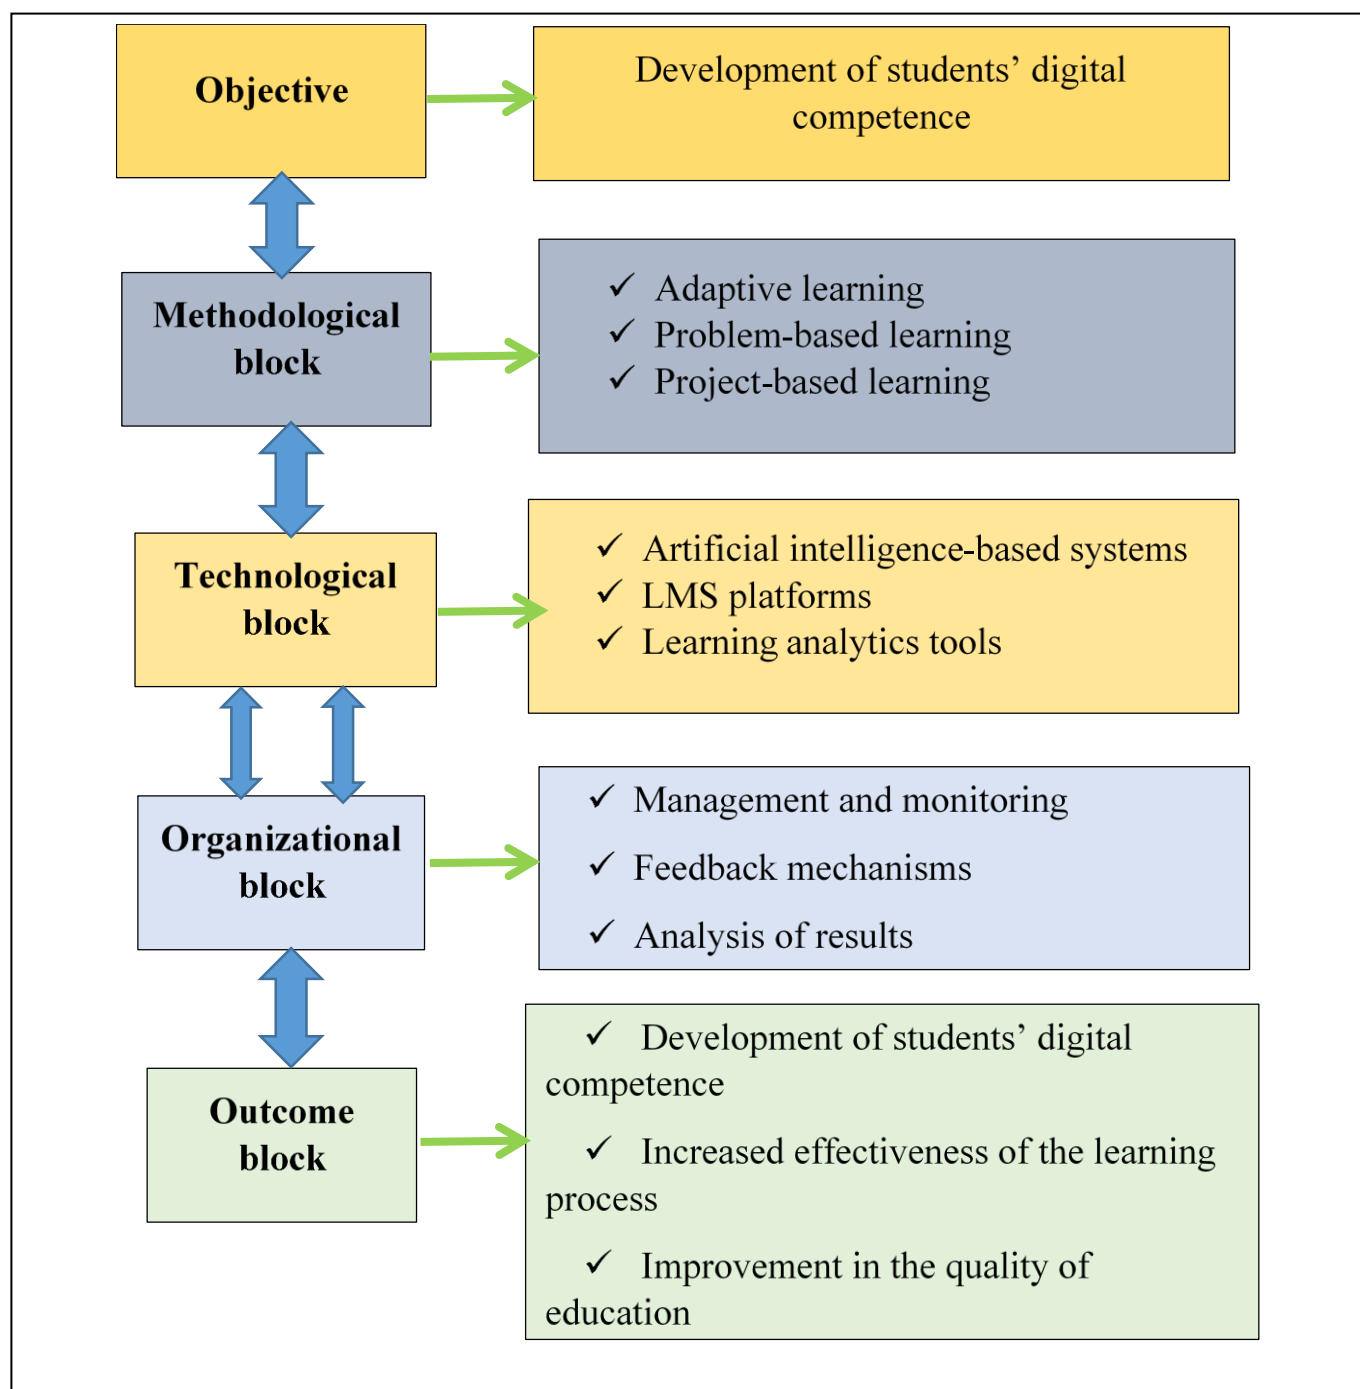 Objective
Development of students’ digital
competence
Methodological
block
✓ Adaptive learning
✓ Problem-based learning
✓ Project-based learning
Technological
block
✓ Artificial intelligence-based systems
✓ LMS platforms
✓ Learning analytics tools
Organizational
block
✓ Management and monitoring
✓ Feedback mechanisms
✓ Analysis of results
Outcome
block
✓ Development of students’ digital
competence
✓ Increased effectiveness of the learning
process
✓ Improvement in the quality of
education